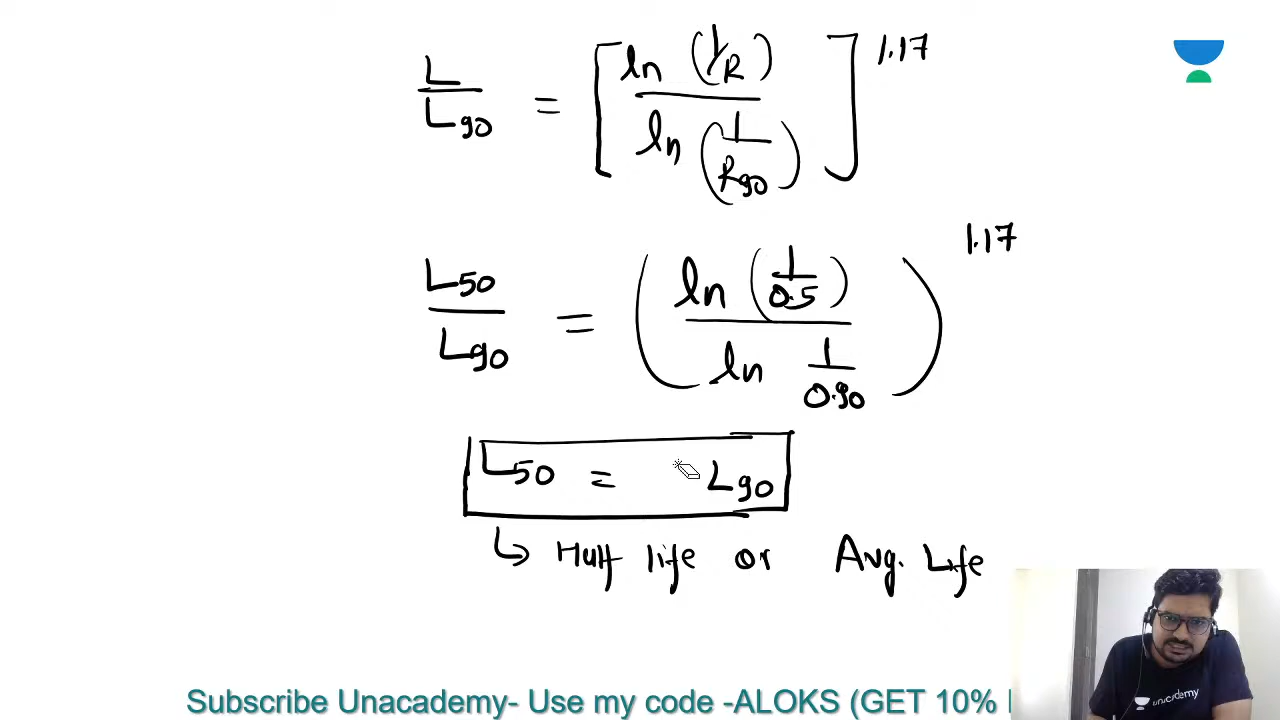 L/L90 = [ln (1/R) / ln (1/R90)]^1.17
L50/L90 = (ln (1/0.5) / ln 1/0.90)^1.17
L50 = L90
↳ Half life or Avg. Life
unacademy
Subscribe Unacademy- Use my code -ALOKS (GET 10%